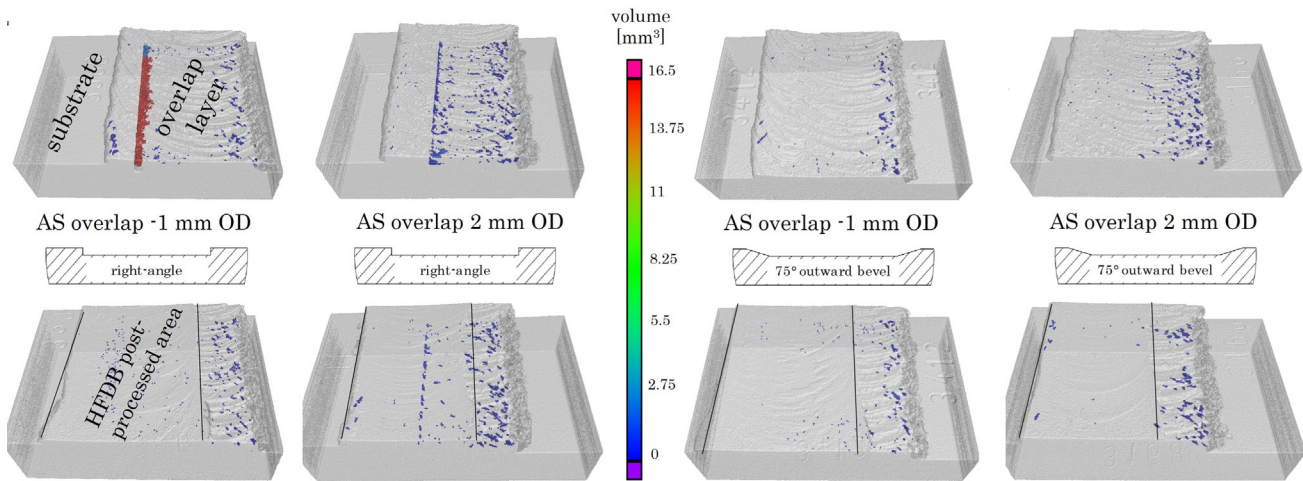 volume
[mm³]
16.5
13.75
11
8.25
5.5
2.75
0
substrate
overlap
layer
AS overlap -1 mm OD
AS overlap 2 mm OD
AS overlap -1 mm OD
AS overlap 2 mm OD
right-angle
right-angle
75° outward bevel
75° outward bevel
HFDB post-
processed area